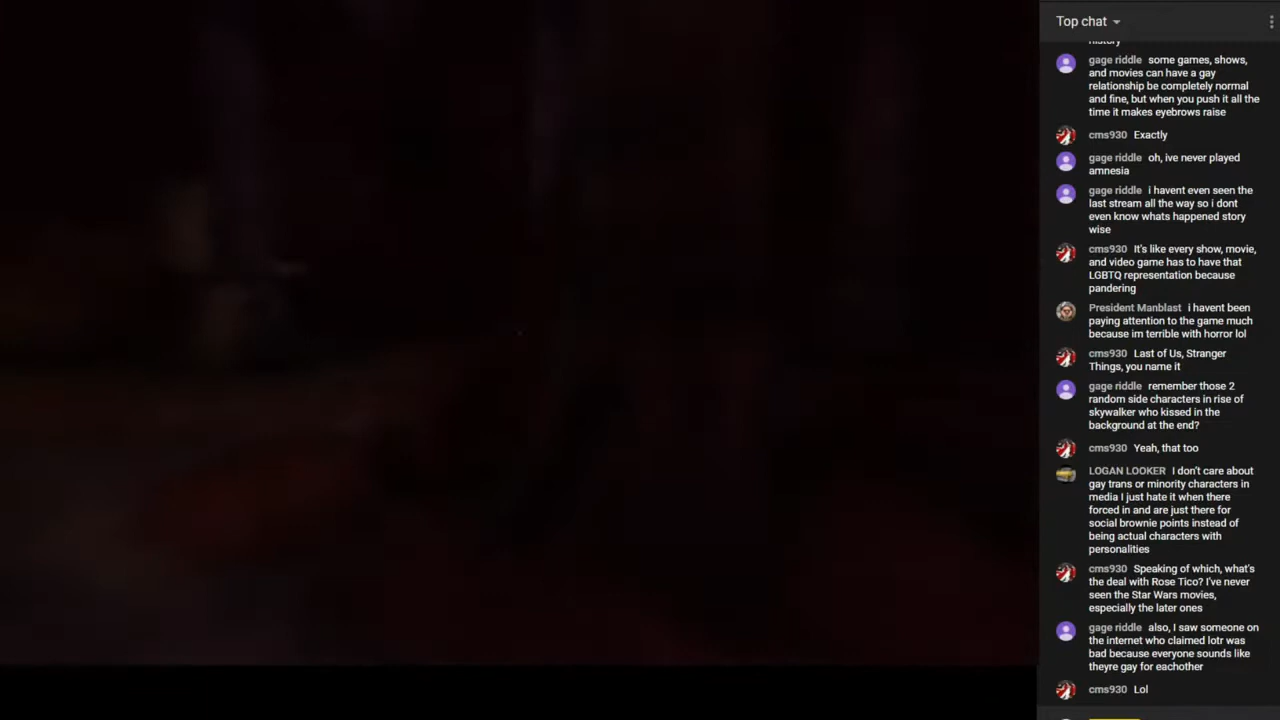 Top chat
history
gage riddle some games, shows,
and movies can have a gay
relationship be completely normal
and fine, but when you push it all the
time it makes eyebrows raise
cms930 Exactly
gage riddle oh, ive never played
amnesia
gage riddle i havent even seen the
last stream all the way so i dont
even know whats happened story
wise
cms930 It's like every show, movie,
and video game has to have that
LGBTQ representation because
pandering
President Manblast i havent been
paying attention to the game much
because im terrible with horror lol
cms930 Last of Us, Stranger
Things, you name it
gage riddle remember those 2
random side characters in rise of
skywalker who kissed in the
background at the end?
cms930 Yeah, that too
LOGAN LOOKER I don't care about
gay trans or minority characters in
media I just hate it when there
forced in and are just there for
social brownie points instead of
being actual characters with
personalities
cms930 Speaking of which, what's
the deal with Rose Tico? I've never
seen the Star Wars movies,
especially the later ones
gage riddle also, I saw someone on
the internet who claimed lotr was
bad because everyone sounds like
theyre gay for eachother
cms930 Lol